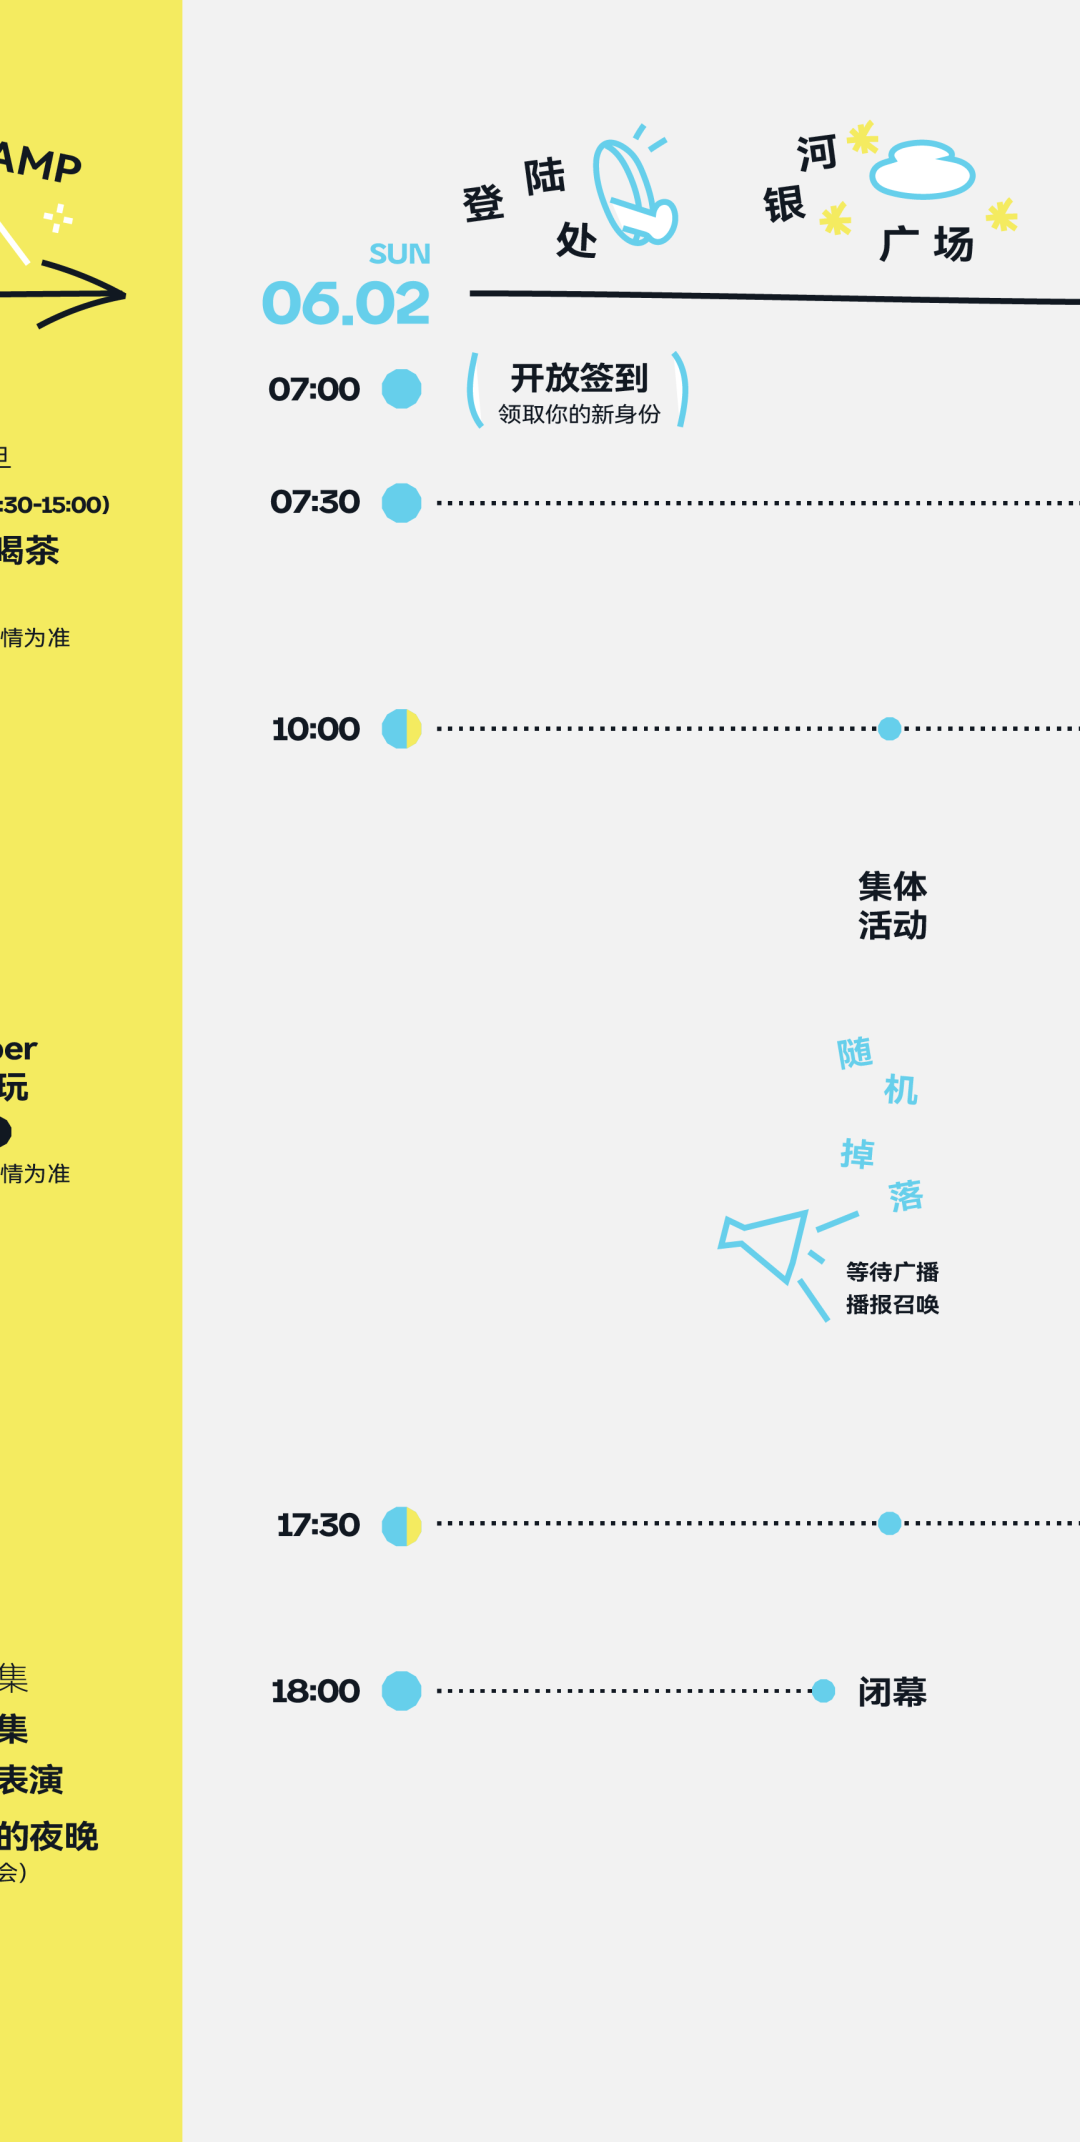 AMP
:30-15:00)
喝茶
情为准
per
玩
情为准
集
集
表演
的夜晚
会)
SUN
06.02
登陆处
银河广场
07:00
开放签到
领取你的新身份
07:30
10:00
集体
活动
随机掉落
等待广播
播报召唤
17:30
18:00
闭幕